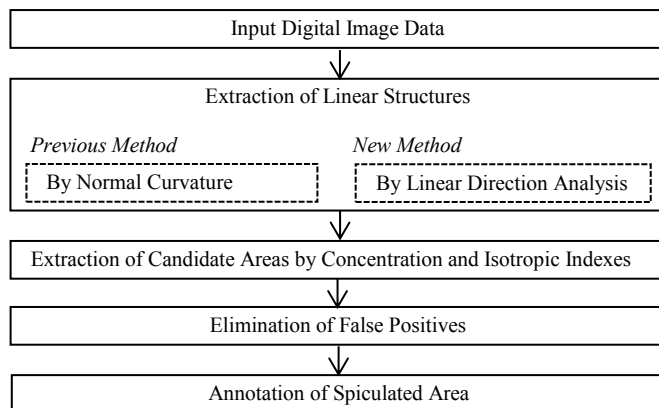 Input Digital Image Data
Extraction of Linear Structures
Previous Method
New Method
By Normal Curvature
By Linear Direction Analysis
Extraction of Candidate Areas by Concentration and Isotropic Indexes
Elimination of False Positives
Annotation of Spiculated Area